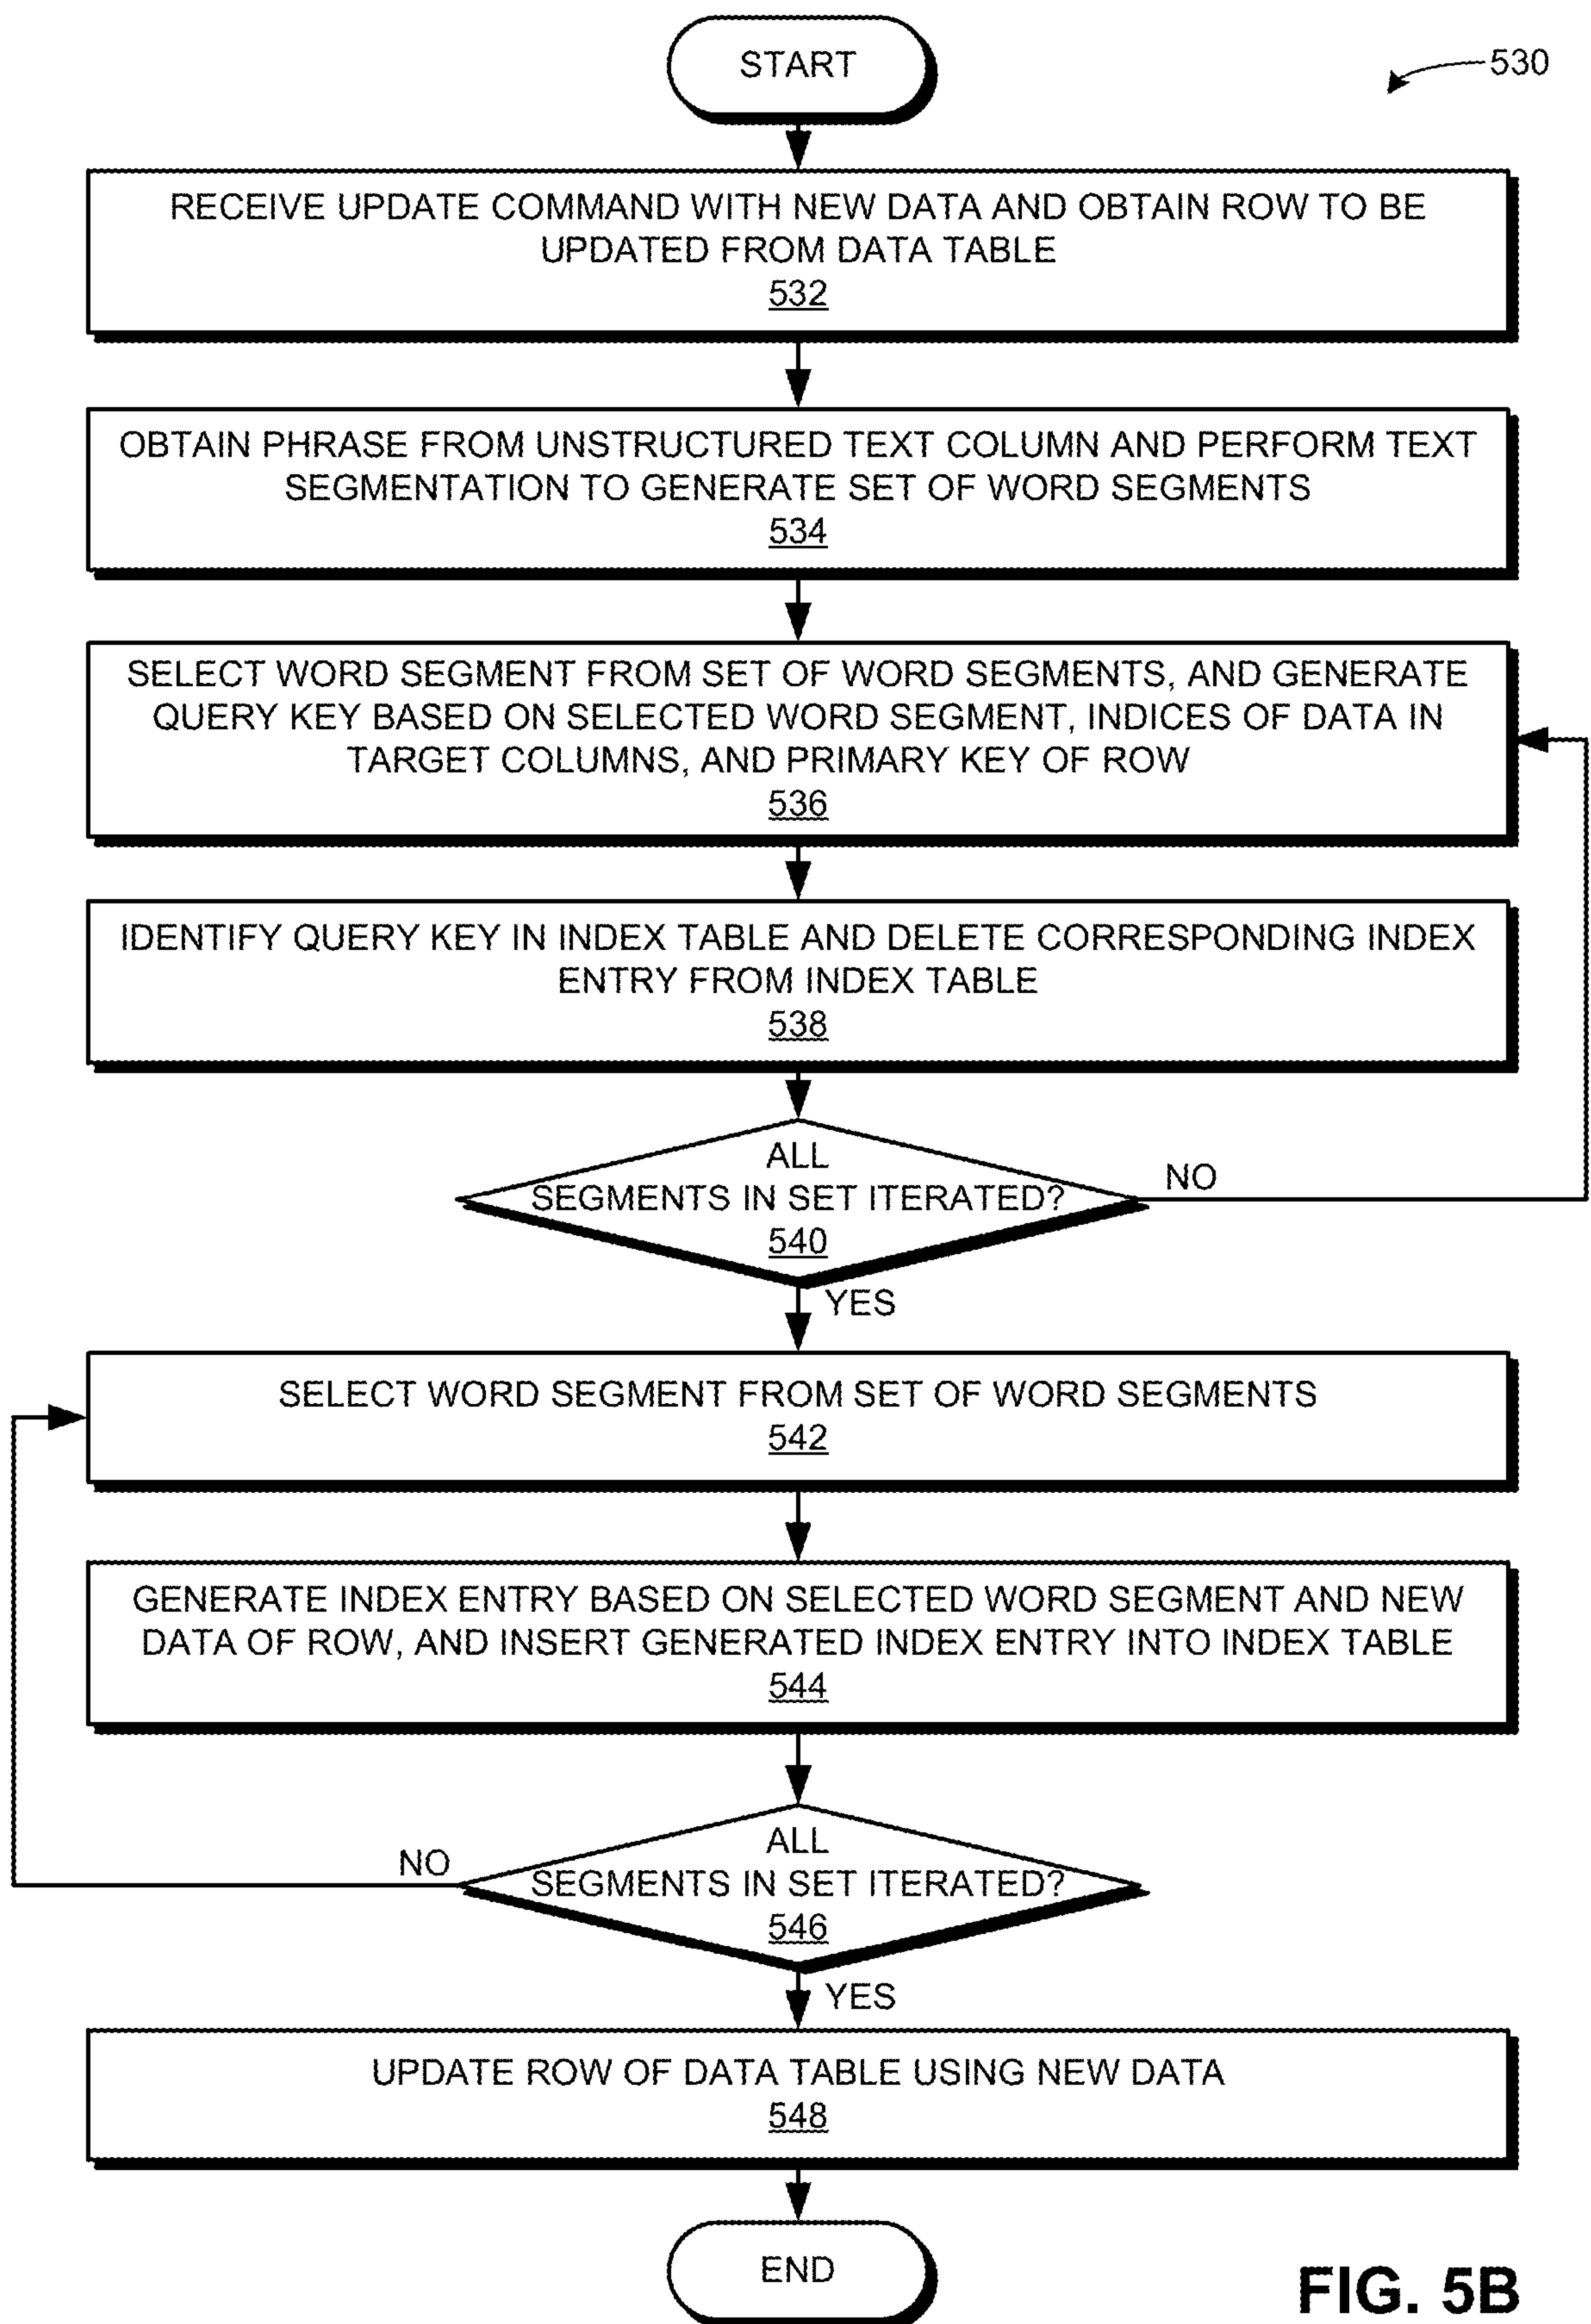 START
530
RECEIVE UPDATE COMMAND WITH NEW DATA AND OBTAIN ROW TO BE
UPDATED FROM DATA TABLE
532
OBTAIN PHRASE FROM UNSTRUCTURED TEXT COLUMN AND PERFORM TEXT
SEGMENTATION TO GENERATE SET OF WORD SEGMENTS
534
SELECT WORD SEGMENT FROM SET OF WORD SEGMENTS, AND GENERATE
QUERY KEY BASED ON SELECTED WORD SEGMENT, INDICES OF DATA IN
TARGET COLUMNS, AND PRIMARY KEY OF ROW
536
IDENTIFY QUERY KEY IN INDEX TABLE AND DELETE CORRESPONDING INDEX
ENTRY FROM INDEX TABLE
538
ALL
SEGMENTS IN SET ITERATED?
540
NO
YES
SELECT WORD SEGMENT FROM SET OF WORD SEGMENTS
542
GENERATE INDEX ENTRY BASED ON SELECTED WORD SEGMENT AND NEW
DATA OF ROW, AND INSERT GENERATED INDEX ENTRY INTO INDEX TABLE
544
ALL
SEGMENTS IN SET ITERATED?
546
NO
YES
UPDATE ROW OF DATA TABLE USING NEW DATA
548
END
FIG. 5B